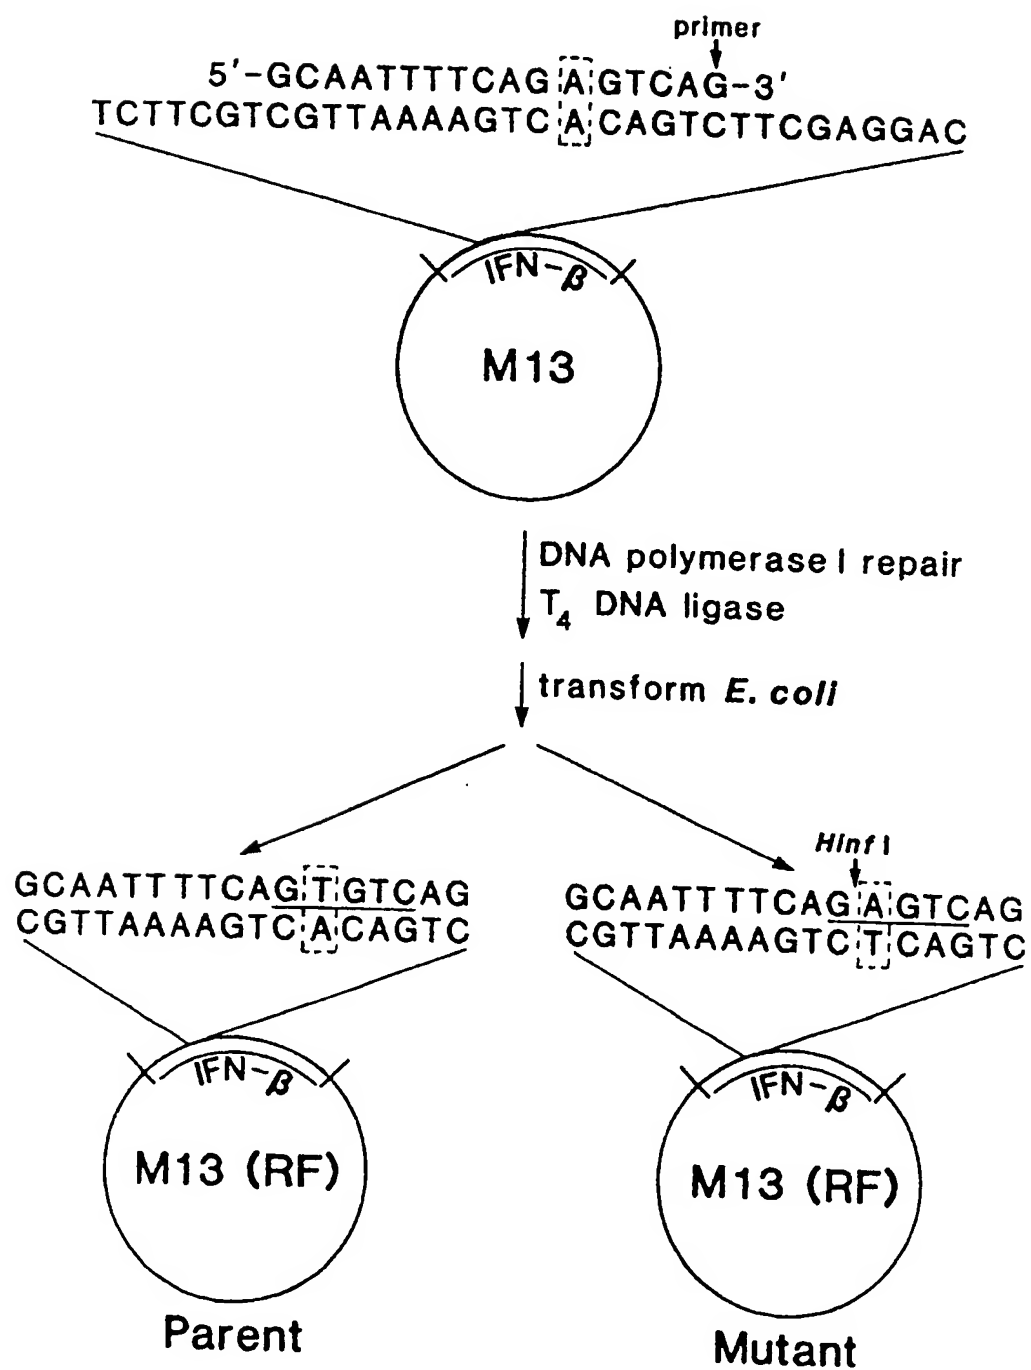 primer
5'-GCAATTTTCAGAGTCAG-3'
TCTTCGTCGTTAAAAGTCACAGTCTTCGAGGAC
IFN-β
M13
DNA polymerase I repair
T4 DNA ligase
transform E. coli
HinfI
GCAATTTTCAGTGTCAG
CGTTAAAAGTCACAGTC
GCAATTTTCAGAGTCAG
CGTTAAAAGTCTCAGTC
IFN-β
M13 (RF)
Parent
IFN-β
M13 (RF)
Mutant